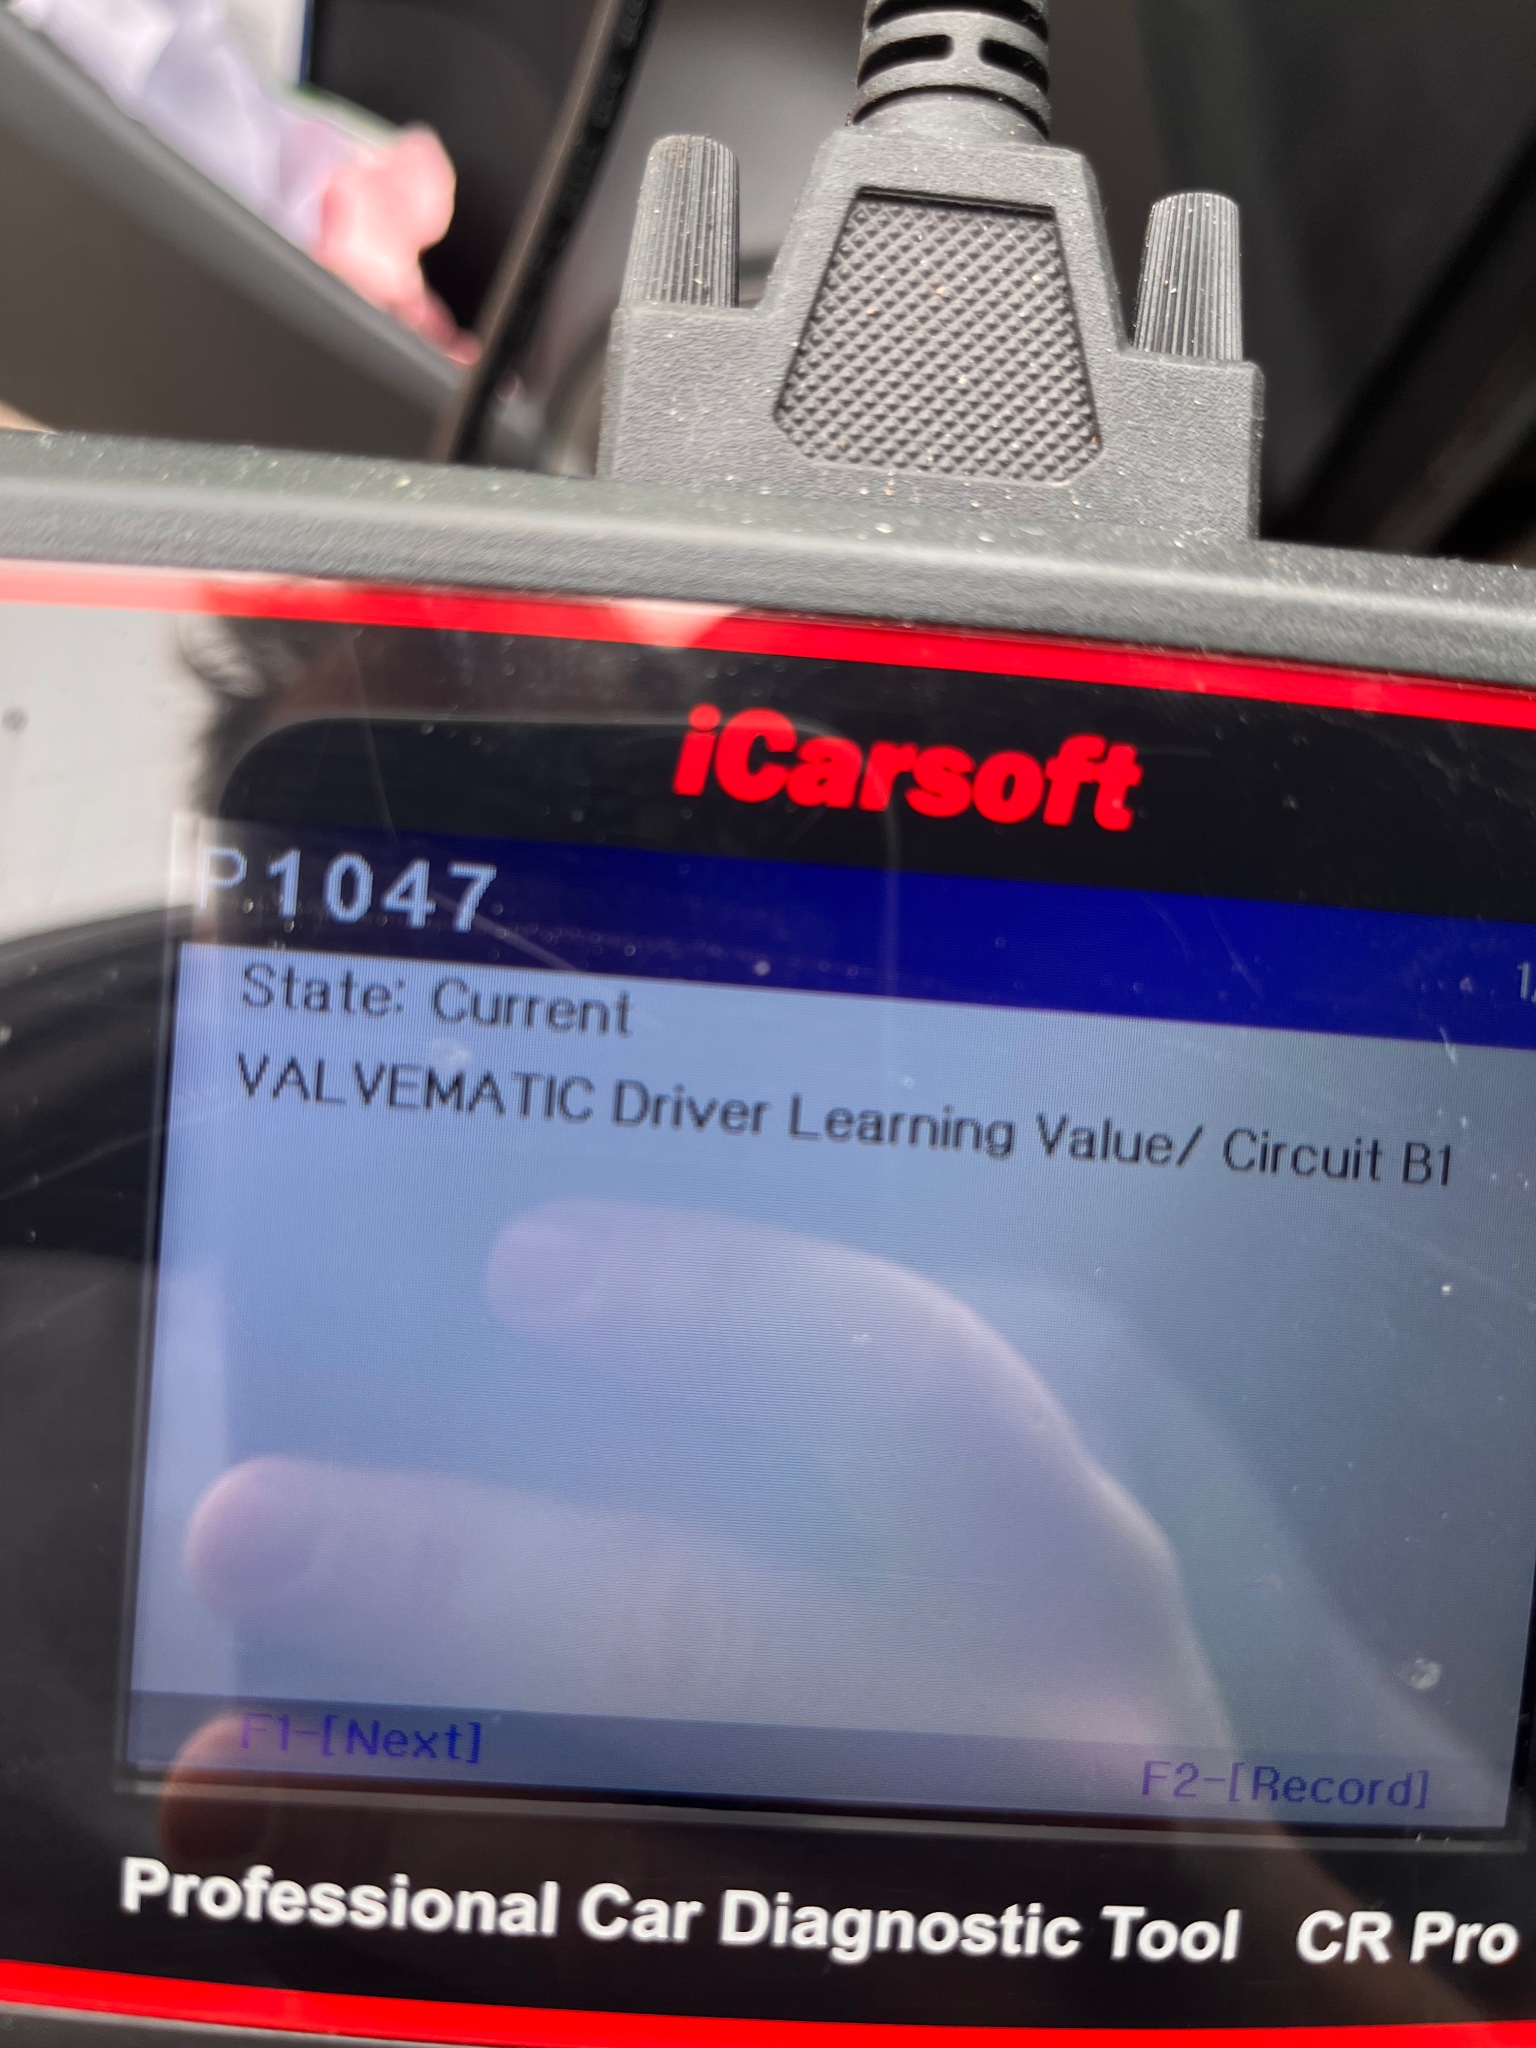 iCarsoft
P1047
State: Current
VALVEMATIC Driver Learning Value/ Circuit B1
F1-[Next]
F2-[Record]
Professional Car Diagnostic Tool CR Pro